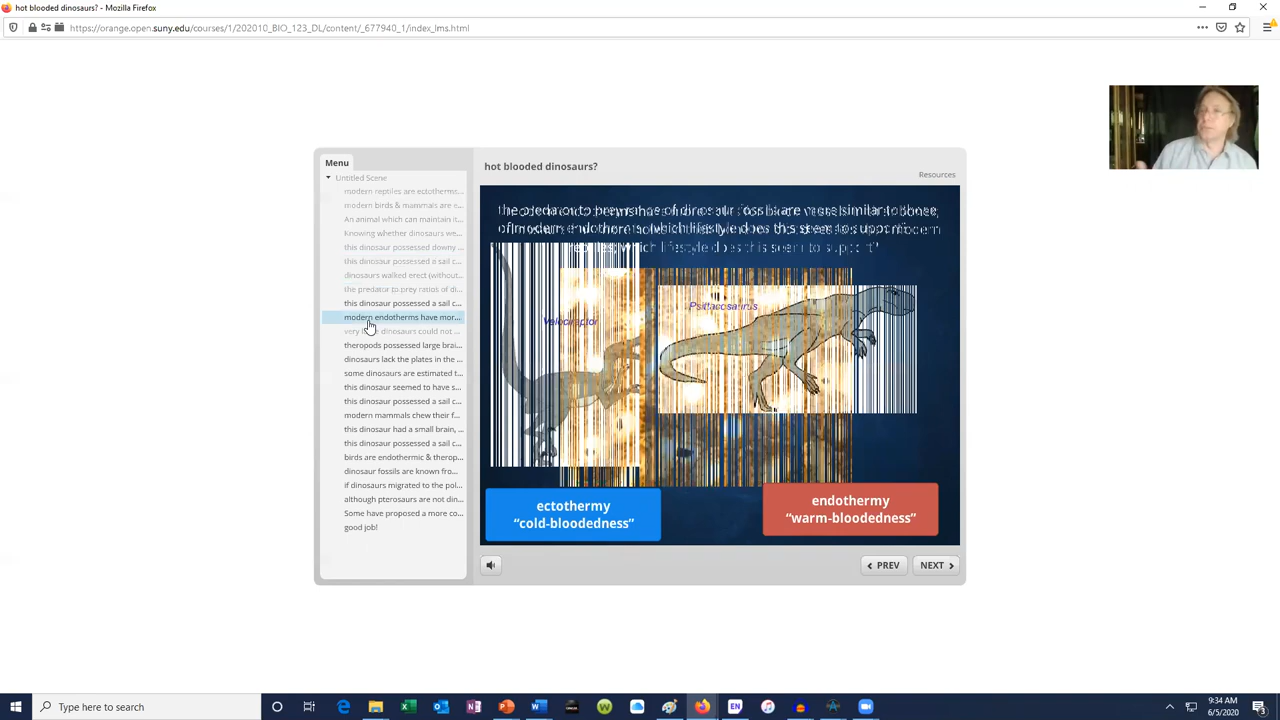 hot blooded dinosaurs? - Mozilla Firefox
https://orange.open.suny.edu/courses/1/202010_BIO_123_DL/content/_677940_1/index_lms.html
Menu
Untitled Scene
modern reptiles are ectotherms...
modern birds & mammals are e...
An animal which can maintain it...
Knowing whether dinosaurs we...
this dinosaur possessed downy ...
this dinosaur possessed a sail c...
dinosaurs walked erect (without...
the predator to prey ratios of di...
this dinosaur possessed a sail c...
modern endotherms have mor...
dinosaurs could not ...
theropods possessed large brai...
dinosaurs lack the plates in the ...
some dinosaurs are estimated t...
this dinosaur seemed to have s...
this dinosaur possessed a sail c...
modern mammals chew their f...
this dinosaur had a small brain, ...
this dinosaur possessed a sail c...
birds are endothermic & therop...
dinosaur fossils are known fro...
if dinosaurs migrated to the pol...
although pterosaurs are not din...
Some have proposed a more co...
good job!
hot blooded dinosaurs?
Resources
Velociraptor
Psittacosaurus
ectothermy
“cold-bloodedness”
endothermy
“warm-bloodedness”
PREV
NEXT
Type here to search
9:34 AM
6/5/2020